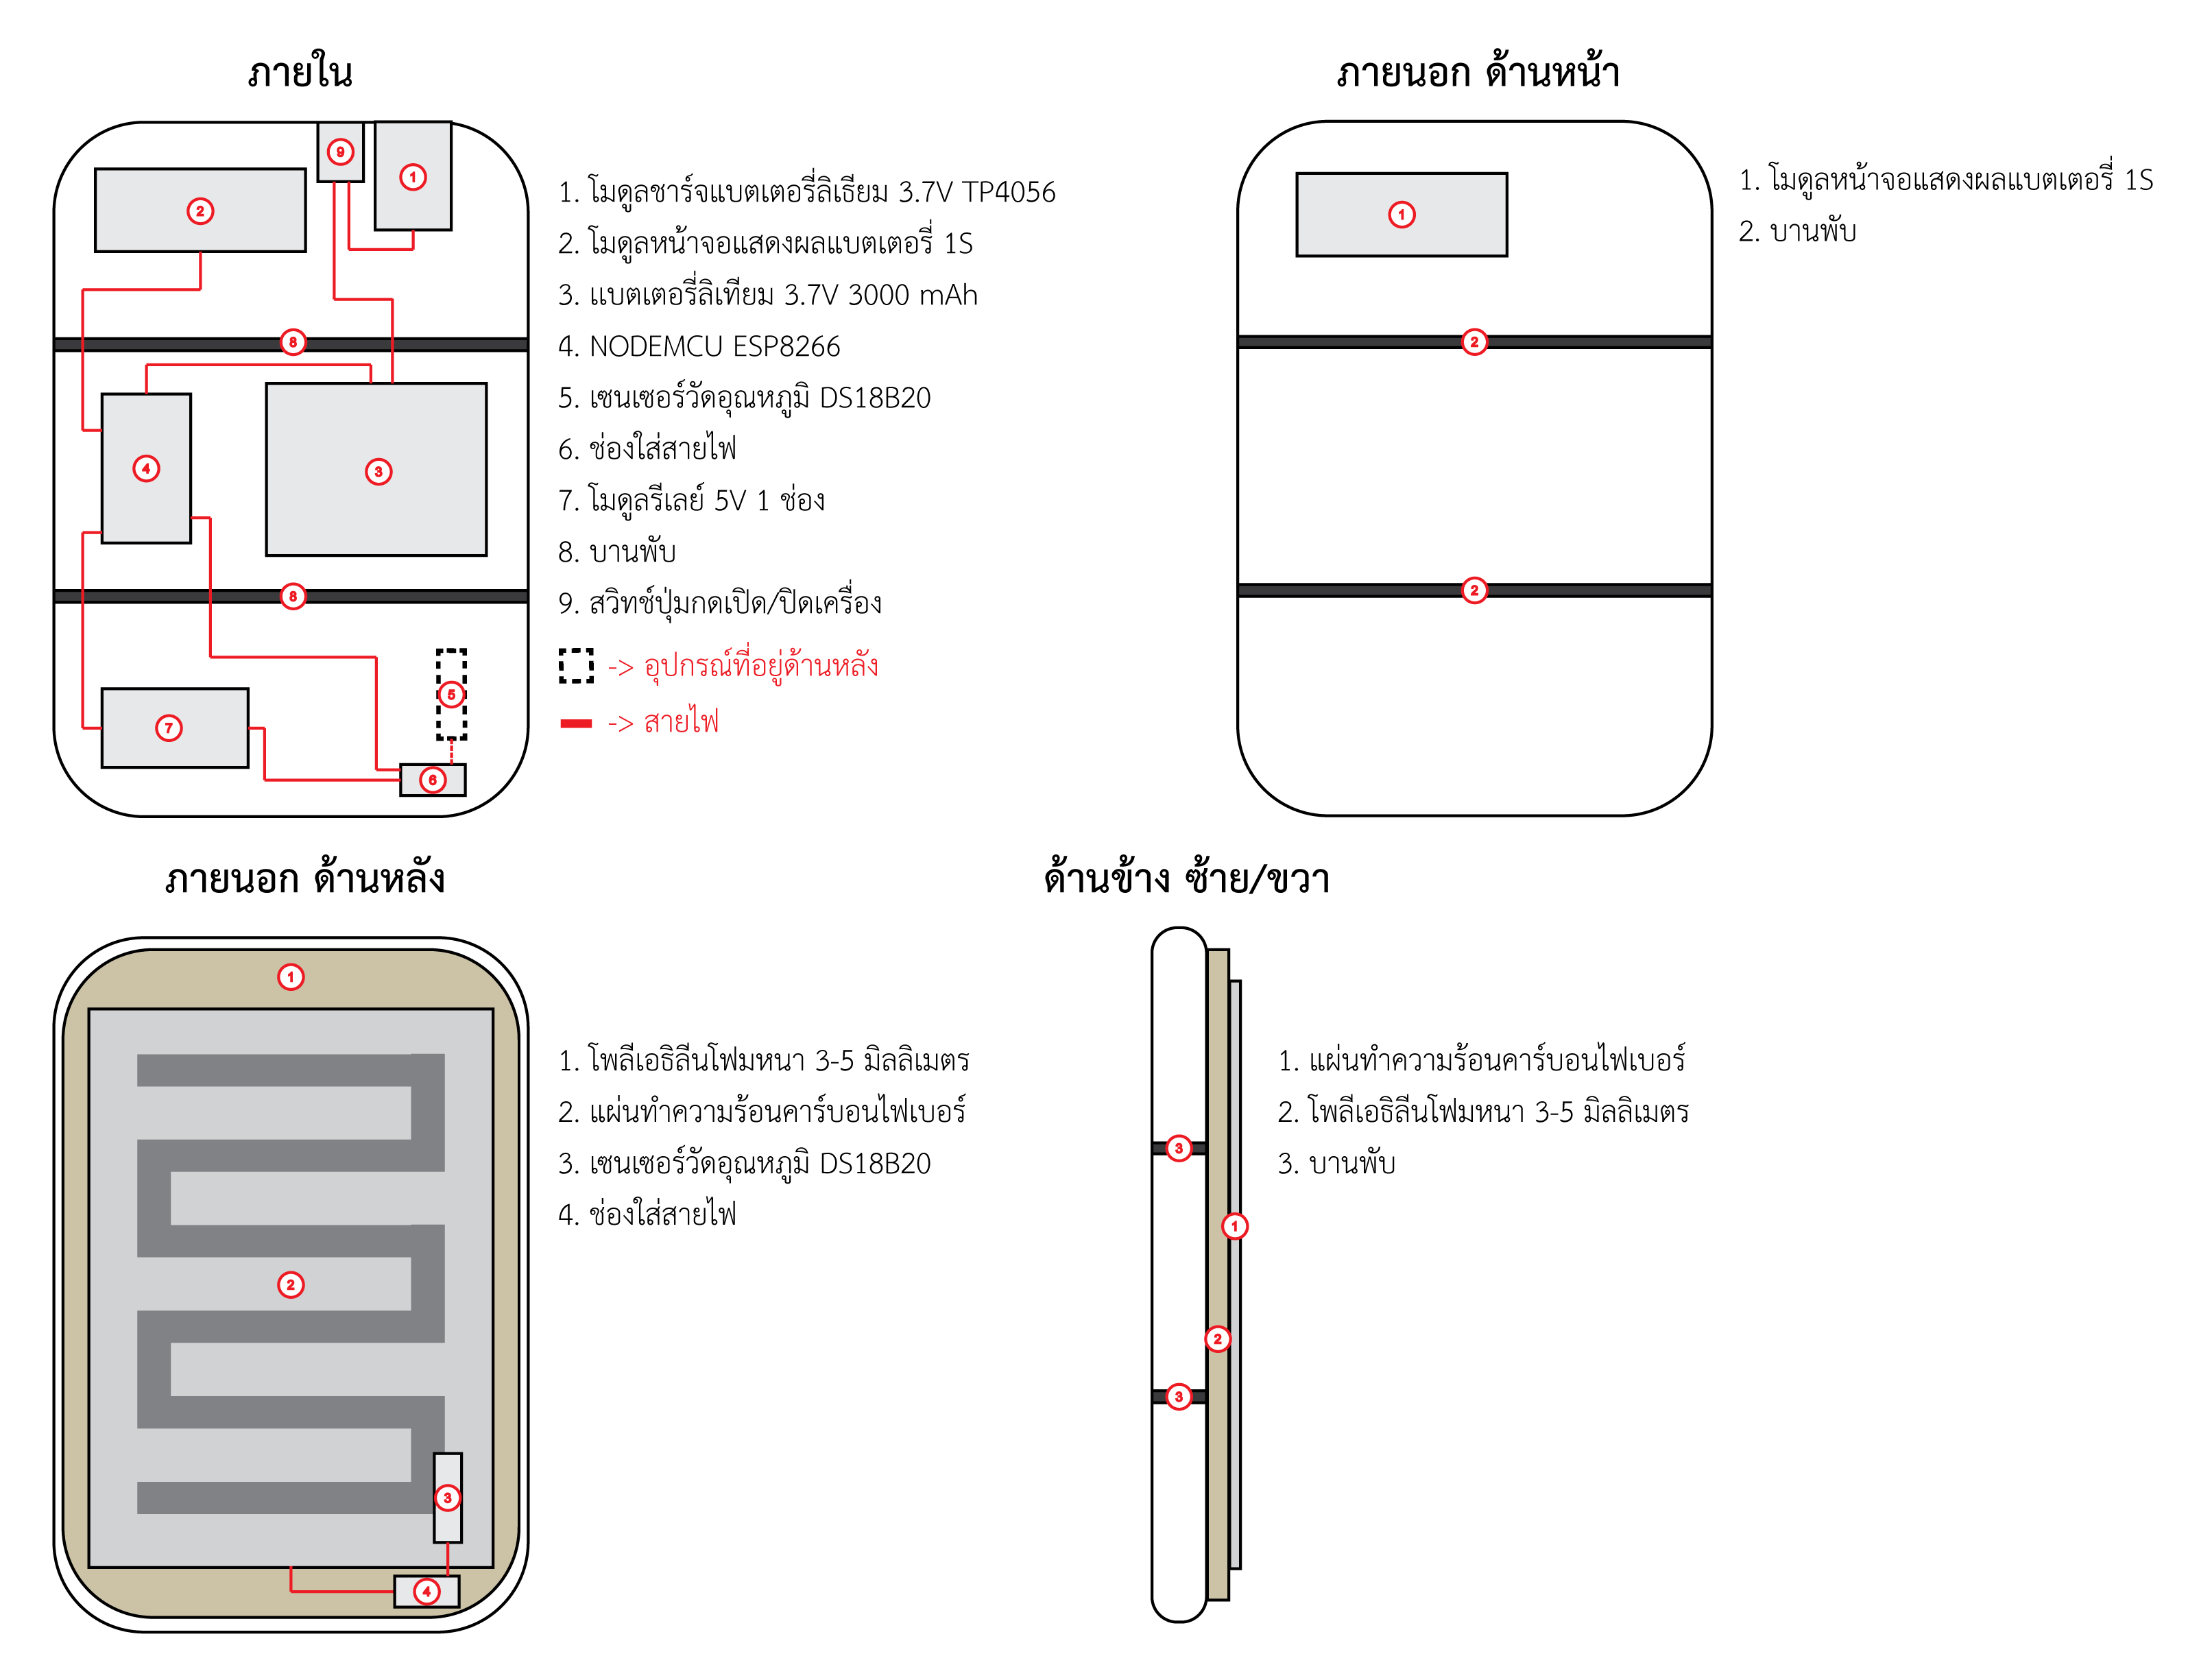 ภายใน
9
1
2
8
4
3
8
5
7
6
1. โมดูลชาร์จแบตเตอรี่ลิเธียม 3.7V TP4056
2. โมดูลหน้าจอแสดงผลแบตเตอรี่ 1S
3. แบตเตอรี่ลิเทียม 3.7V 3000 mAh
4. NODEMCU ESP8266
5. เซนเซอร์วัดอุณหภูมิ DS18B20
6. ช่องใส่สายไฟ
7. โมดูลรีเลย์ 5V 1 ช่อง
8. บานพับ
9. สวิทช์ปุ่มกดเปิด/ปิดเครื่อง
-> อุปกรณ์ที่อยู่ด้านหลัง
-> สายไฟ
ภายนอก ด้านหน้า
1
2
2
1. โมดูลหน้าจอแสดงผลแบตเตอรี่ 1S
2. บานพับ
ภายนอก ด้านหลัง
1
2
3
4
1. โพลีเอธิลีนโฟมหนา 3-5 มิลลิเมตร
2. แผ่นทำความร้อนคาร์บอนไฟเบอร์
3. เซนเซอร์วัดอุณหภูมิ DS18B20
4. ช่องใส่สายไฟ
ด้านข้าง ซ้าย/ขวา
3
1
2
3
1. แผ่นทำความร้อนคาร์บอนไฟเบอร์
2. โพลีเอธิลีนโฟมหนา 3-5 มิลลิเมตร
3. บานพับ